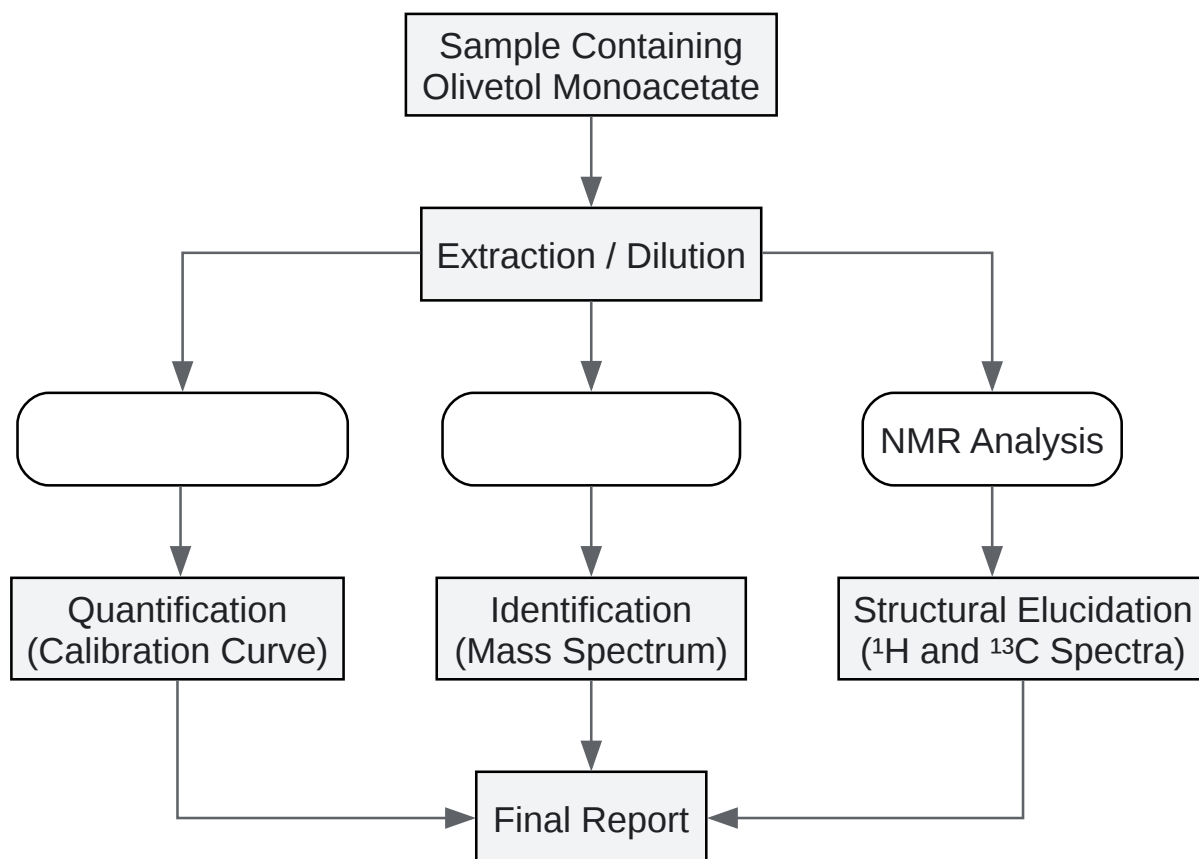 Sample Containing
Olivetol Monoacetate
Extraction / Dilution
NMR Analysis
Quantification
(Calibration Curve)
Identification
(Mass Spectrum)
Structural Elucidation
(¹H and ¹³C Spectra)
Final Report